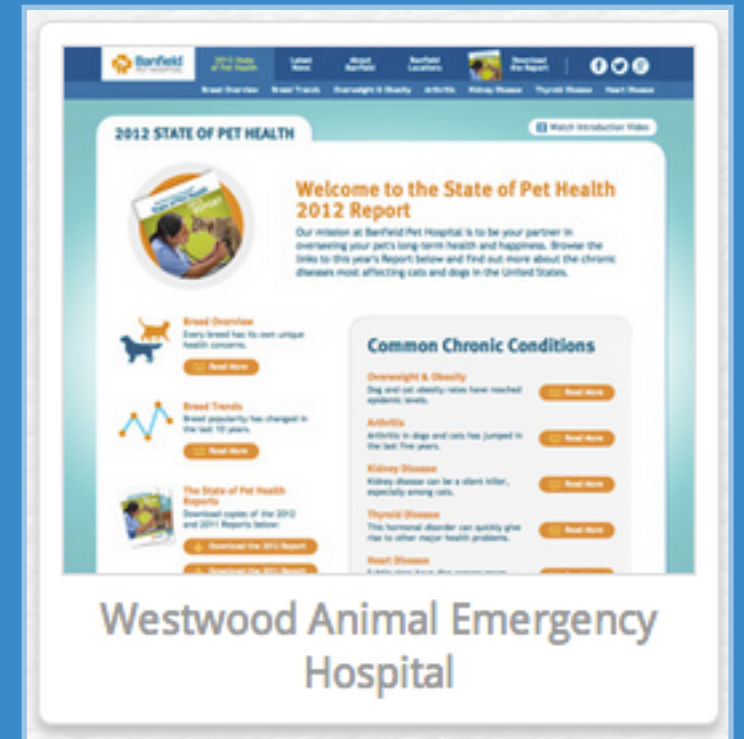 Banfield
PET HOSPITAL
2012 State of Pet Health
Latest News
About Banfield
Banfield Locations
Download the Report
Breed Overview Breed Trends Overweight & Obesity Arthritis Kidney Disease Thyroid Disease Heart Disease
2012 STATE OF PET HEALTH
Watch Introduction Video
Welcome to the State of Pet Health
2012 Report
Our mission at Banfield Pet Hospital is to be your partner in
overseeing your pet's long-term health and happiness. Browse the
links to this year's Report below and find out more about the chronic
diseases most affecting cats and dogs in the United States.
Breed Overview
Every breed has its own unique
health concerns.
Read More
Breed Trends
Breed popularity has changed in
the last 10 years.
Read More
The State of Pet Health
Reports
Download copies of the 2012
and 2011 Reports below:
Download the 2012 Report
Common Chronic Conditions
Overweight & Obesity
Dog and cat obesity rates have reached
epidemic levels.
Read More
Arthritis
Arthritis in dogs and cats has jumped in
the last five years.
Read More
Kidney Disease
Kidney disease can be a silent killer,
especially among cats.
Read More
Thyroid Disease
This hormonal disorder can quickly give
rise to other major health problems.
Read More
Heart Disease
Westwood Animal Emergency
Hospital